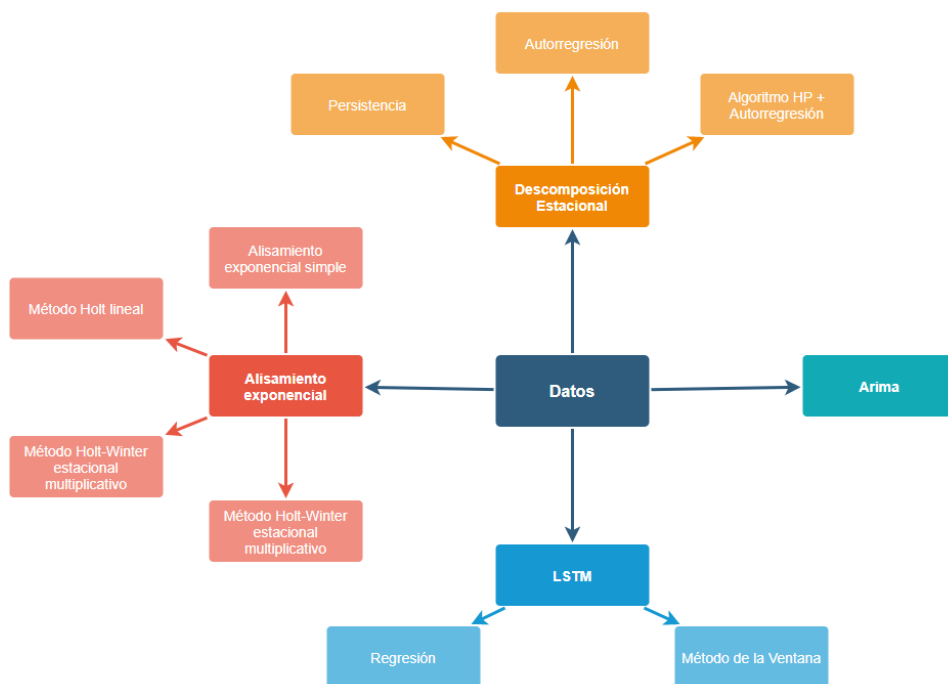 Autorregresión
Persistencia
Algoritmo HP +
Autorregresión
Descomposición
Estacional
Alisamiento
exponencial simple
Método Holt lineal
Alisamiento
exponencial
Datos
Arima
Método Holt-Winter
estacional
multiplicativo
Método Holt-Winter
estacional
multiplicativo
LSTM
Regresión
Método de la Ventana